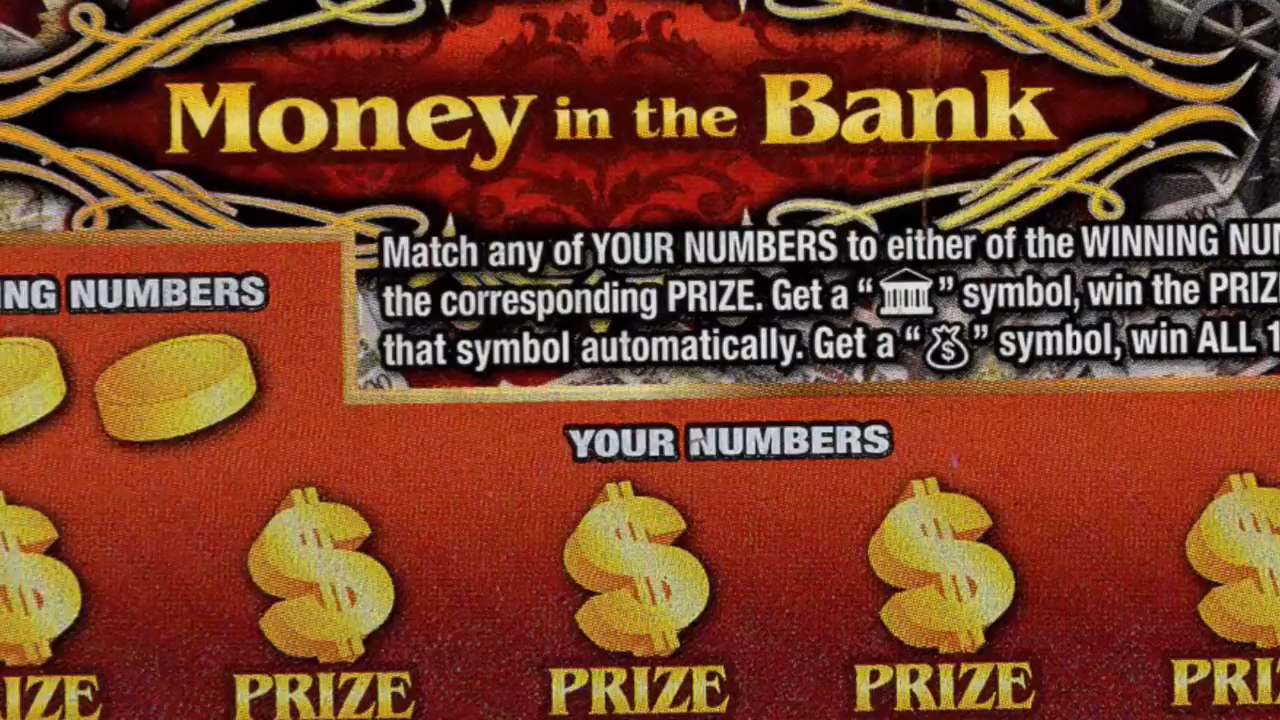 Money in the Bank
Match any of YOUR NUMBERS to either of the WINNING NU
the corresponding PRIZE. Get a “ ” symbol, win the PRIZ
that symbol automatically. Get a “ $ ” symbol, win ALL 1
NG NUMBERS
YOUR NUMBERS
$ $ $ $ $
IZE PRIZE PRIZE PRIZE PRI